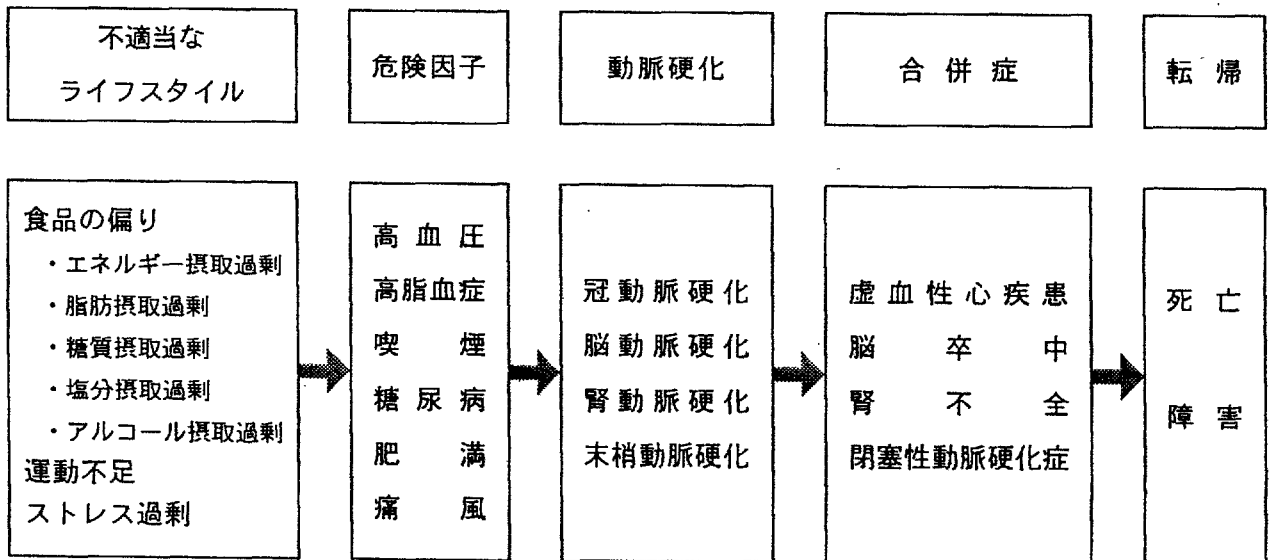 不適当な
ライフスタイル
危険因子
動脈硬化
合併症
転帰
食品の偏り
・エネルギー摂取過剰
・脂肪摂取過剰
・糖質摂取過剰
・塩分摂取過剰
・アルコール摂取過剰
運動不足
ストレス過剰
高血圧
高脂血症
喫煙
糖尿病
肥満
痛風
冠動脈硬化
脳動脈硬化
腎動脈硬化
末梢動脈硬化
虚血性心疾患
脳卒中
腎不全
閉塞性動脈硬化症
死亡
障害